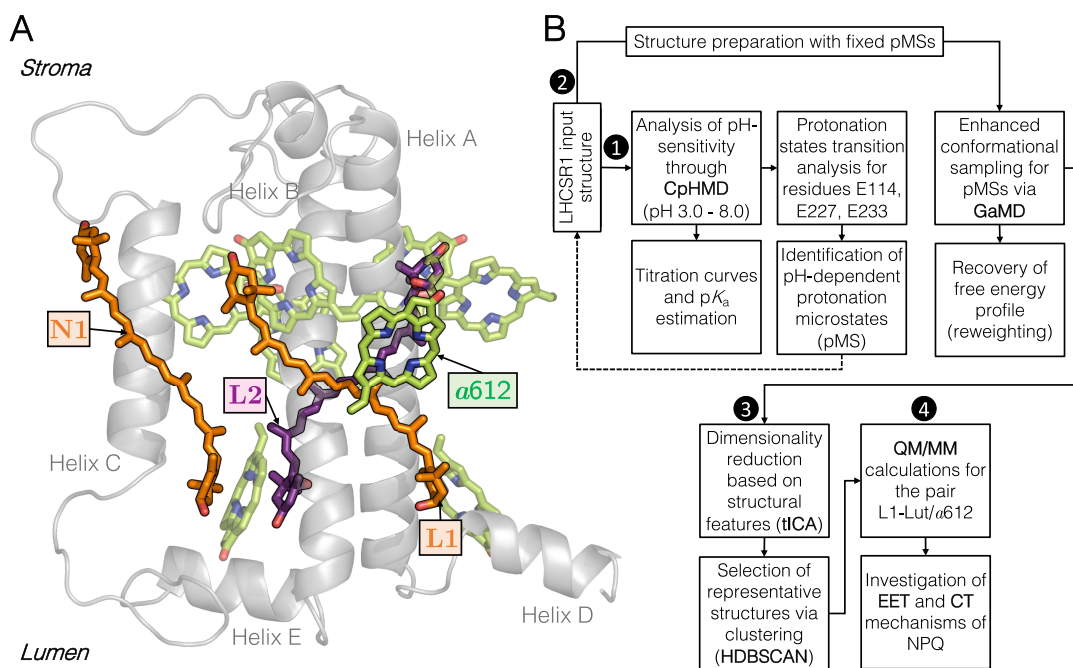 A
Stroma
Helix A
Helix B
N1
L2
a612
Helix C
L1
Helix E
Helix D
Lumen
B
Structure preparation with fixed pMSs
2
LHCSR1 input
structure
1
Analysis of pH-
sensitivity
through
CpHMD
(pH 3.0 - 8.0)
Protonation
states transition
analysis for
residues E114,
E227, E233
Enhanced
conformational
sampling for
pMSs via
GaMD
Titration curves
and pKa
estimation
Identification of
pH-dependent
protonation
microstates
(pMS)
Recovery of
free energy
profile
(reweighting)
3
Dimensionality
reduction
based on
structural
features (tICA)
4
QM/MM
calculations for
the pair
L1-Lut/a612
Selection of
representative
structures via
clustering
(HDBSCAN)
Investigation of
EET and CT
mechanisms of
NPQ